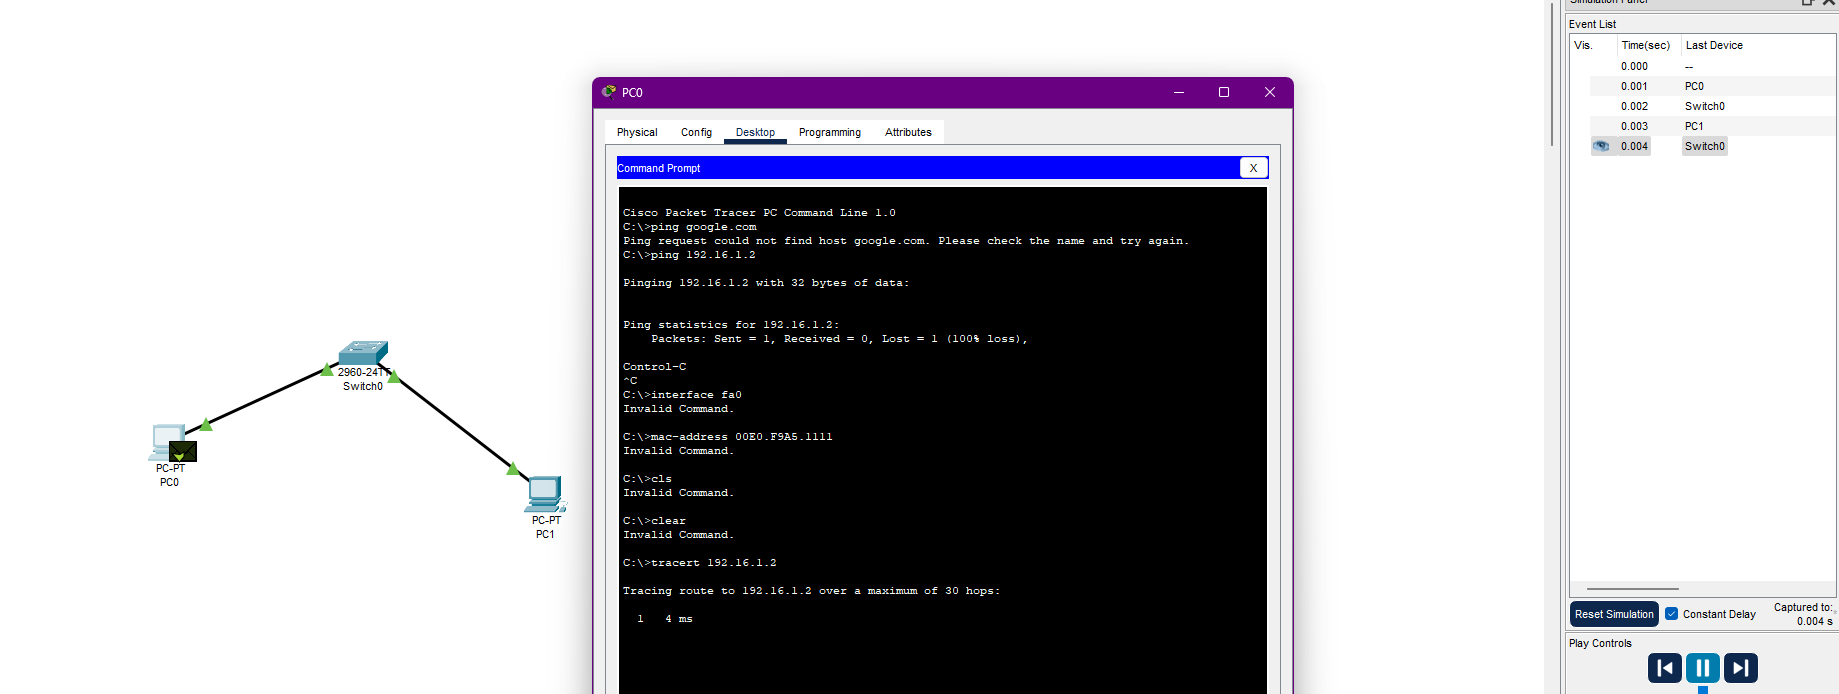 Simulation Panel
Event List
Vis. Time(sec) Last Device
0.000 --
0.001 PC0
0.002 Switch0
0.003 PC1
0.004 Switch0
PC0
Physical Config Desktop Programming Attributes
Command Prompt X
Cisco Packet Tracer PC Command Line 1.0
C:\>ping google.com
Ping request could not find host google.com. Please check the name and try again.
C:\>ping 192.16.1.2
Pinging 192.16.1.2 with 32 bytes of data:
Ping statistics for 192.16.1.2:
Packets: Sent = 1, Received = 0, Lost = 1 (100% loss),
Control-C
^C
C:\>interface fa0
Invalid Command.
C:\>mac-address 00E0.F9A5.1111
Invalid Command.
C:\>cls
Invalid Command.
C:\>clear
Invalid Command.
C:\>tracert 192.16.1.2
Tracing route to 192.16.1.2 over a maximum of 30 hops:
1 4 ms
2960-24TT
Switch0
PC-PT
PC0
PC-PT
PC1
Reset Simulation Constant Delay Captured to:
0.004 s
Play Controls